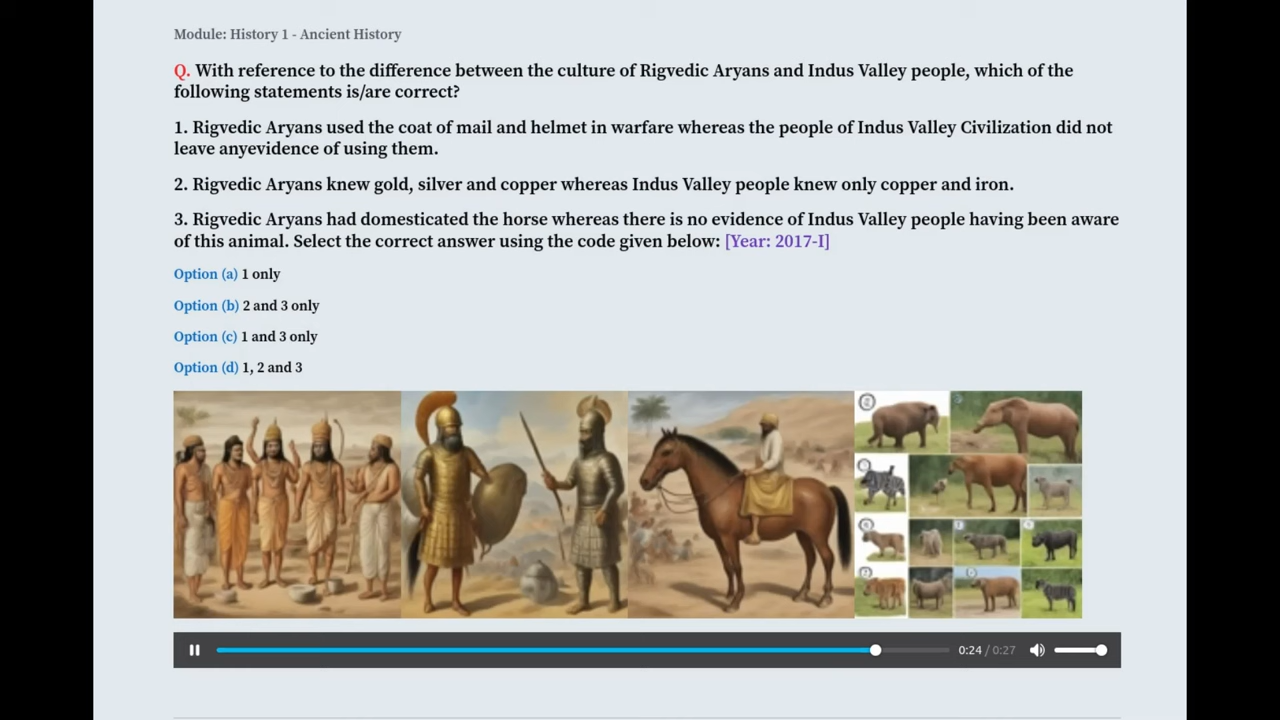 Module: History 1 - Ancient History
Q. With reference to the difference between the culture of Rigvedic Aryans and Indus Valley people, which of the
following statements is/are correct?
1. Rigvedic Aryans used the coat of mail and helmet in warfare whereas the people of Indus Valley Civilization did not
leave anyevidence of using them.
2. Rigvedic Aryans knew gold, silver and copper whereas Indus Valley people knew only copper and iron.
3. Rigvedic Aryans had domesticated the horse whereas there is no evidence of Indus Valley people having been aware
of this animal. Select the correct answer using the code given below: [Year: 2017-I]
Option (a) 1 only
Option (b) 2 and 3 only
Option (c) 1 and 3 only
Option (d) 1, 2 and 3
0:24 / 0:27